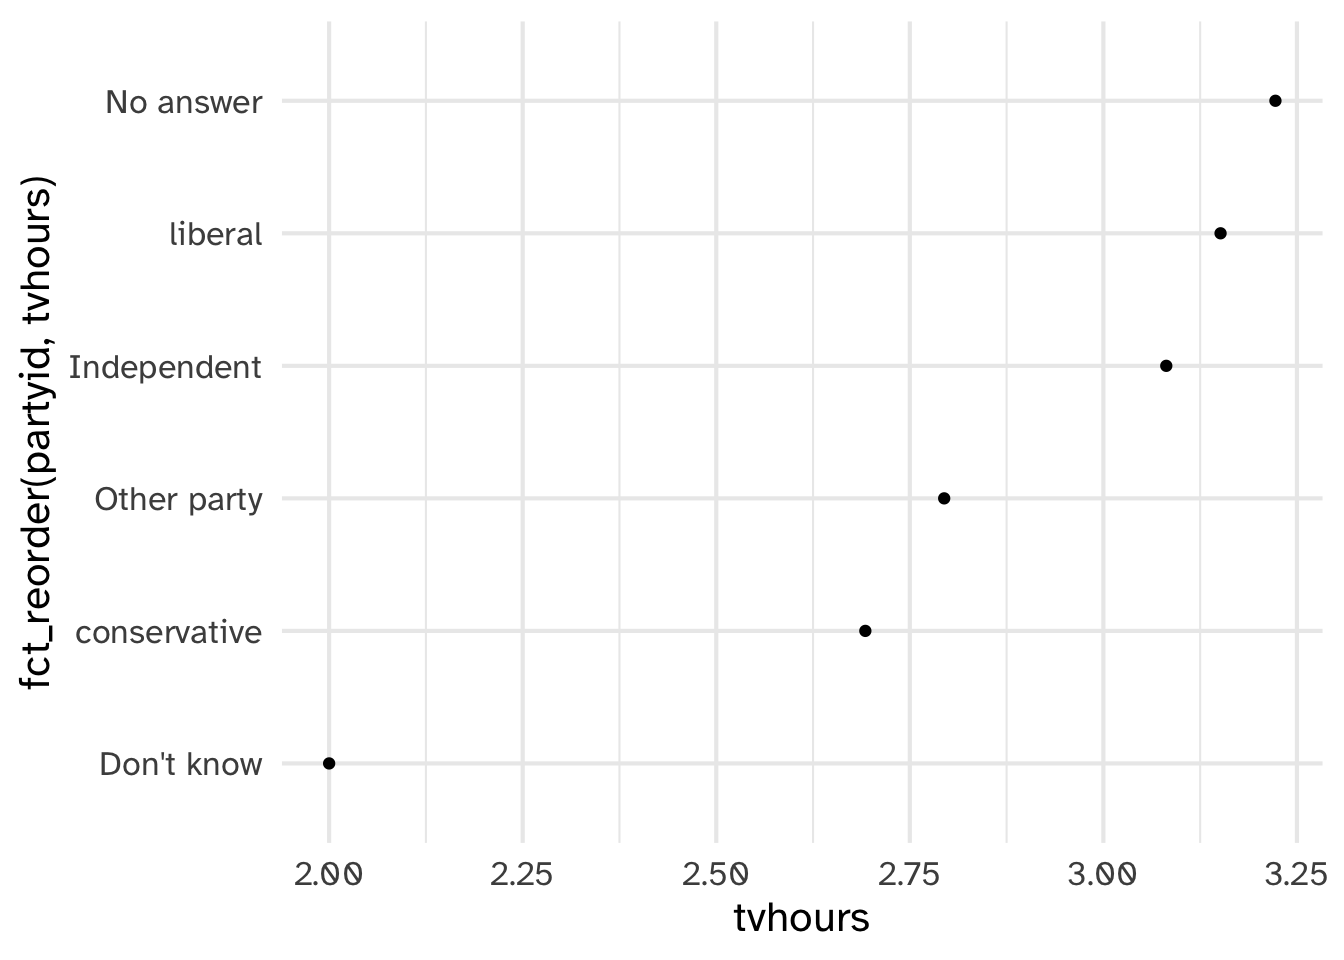 fct_reorder(partyid, tvhours)
No answer
liberal
Independent
Other party
conservative
Don't know
2.00 2.25 2.50 2.75 3.00 3.25
tvhours